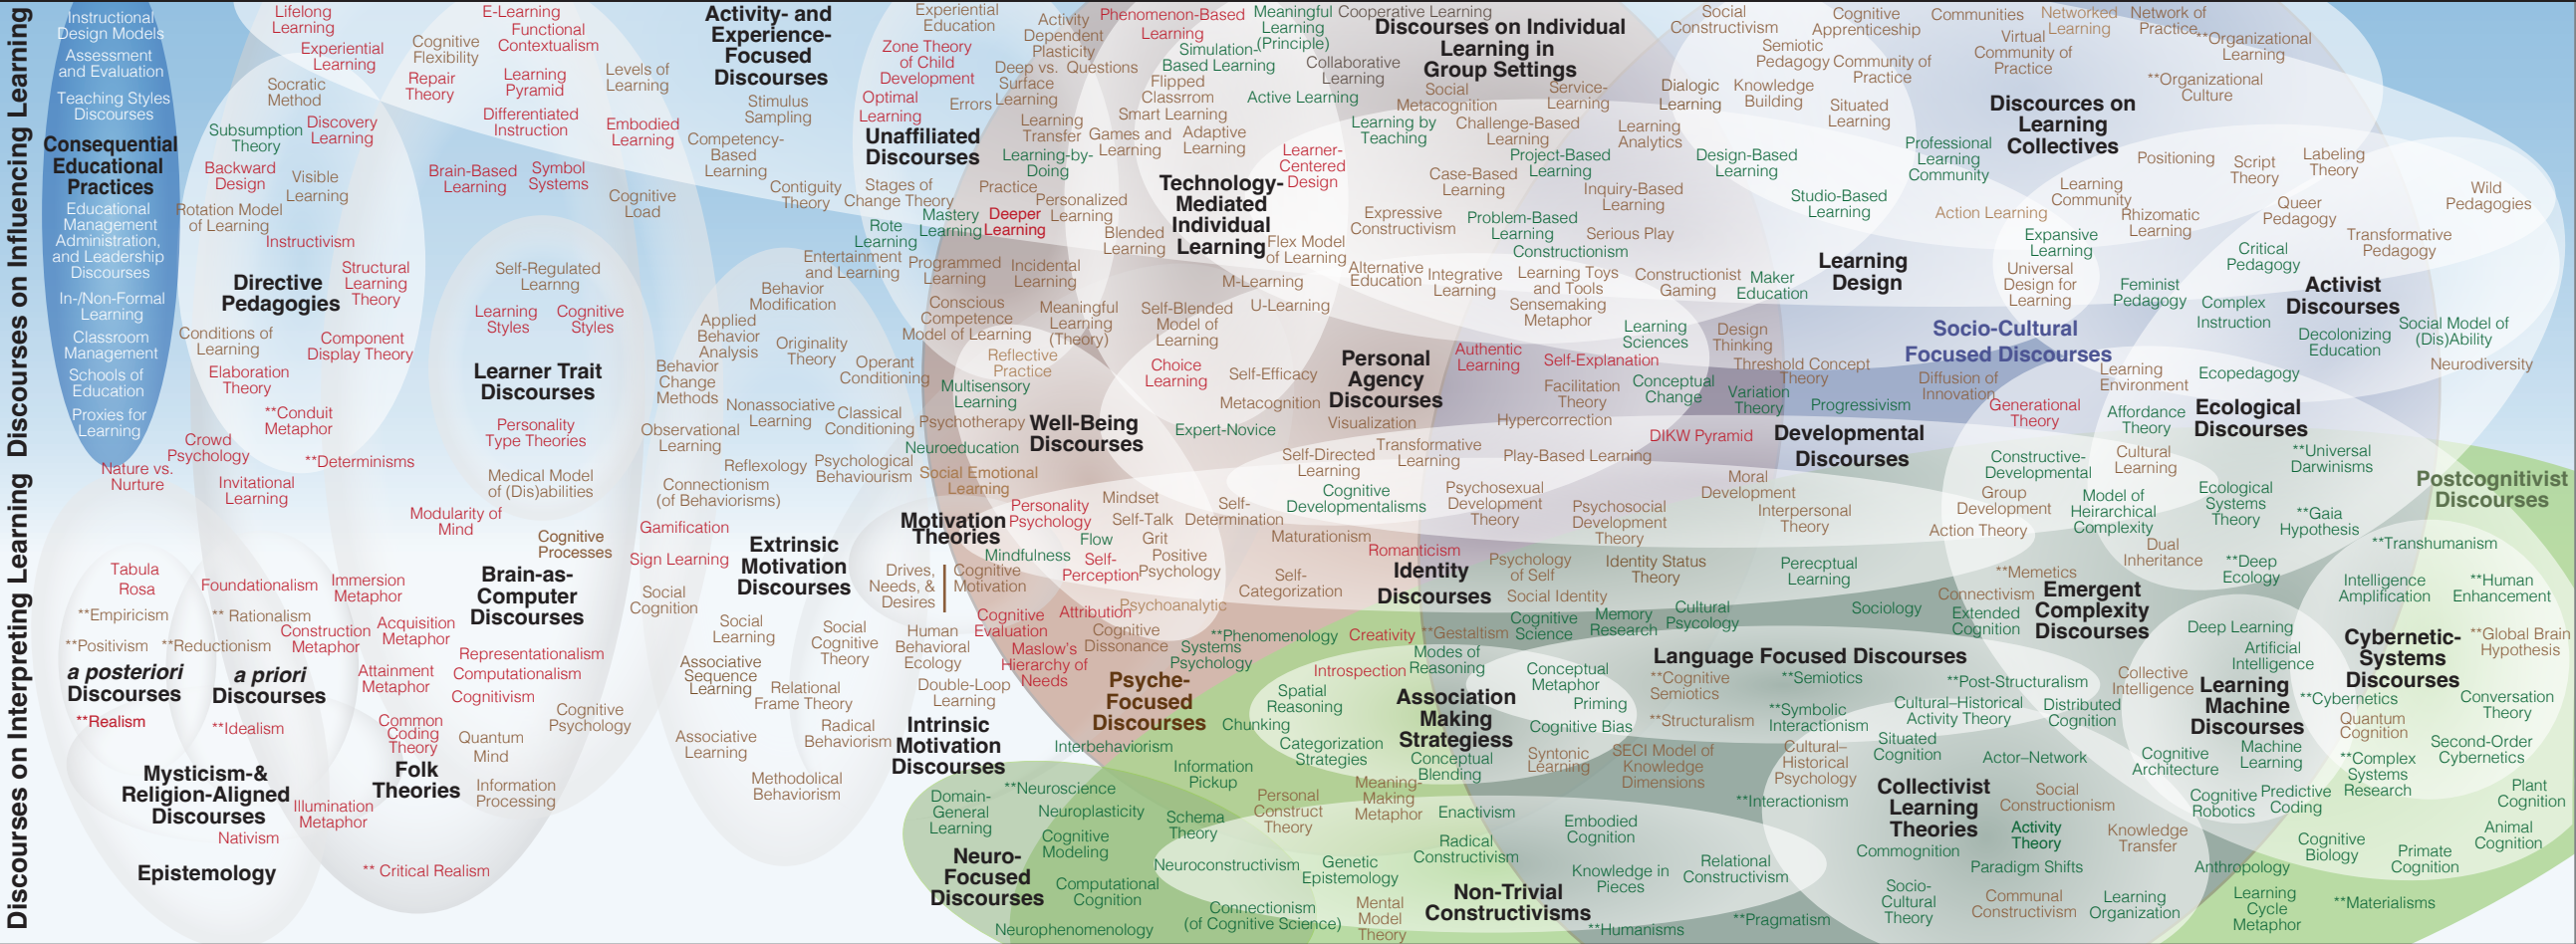 Discourses on Influencing Learning
Discourses on Interpreting Learning
Instructional
Design Models
Assessment
and Evaluation
Teaching Styles
Discourses
Consequential
Educational
Practices
Educational
Management
Administration,
and Leadership
Discourses
In-/Non-Formal
Learning
Classroom
Management
Schools of
Education
Proxies for
Learning
Nature vs.
Nurture
Lifelong
Learning
Experiential
Learning
Socratic
Method
Subsumption
Theory
Discovery
Learning
Backward
Design
Visible
Learning
Rotation Model
of Learning
Instructivism
Directive
Pedagogies
Structural
Learning
Theory
Conditions of
Learning
Component
Display Theory
Elaboration
Theory
**Conduit
Metaphor
Crowd
Psychology
**Determinisms
Invitational
Learning
E-Learning
Functional
Contextualism
Cognitive
Flexibility
Repair
Theory
Learning
Pyramid
Levels of
Learning
Differentiated
Instruction
Embodied
Learning
Brain-Based
Learning
Symbol
Systems
Cognitive
Load
Self-Regulated
Learnng
Learning
Styles
Cognitive
Styles
Learner Trait
Discourses
Personality
Type Theories
Medical Model
of (Dis)abilities
Modularity of
Mind
Cognitive
Processes
Tabula
Rosa
**Empiricism
**Positivism
a posteriori
Discourses
**Realism
Foundationalism
** Rationalism
**Reductionism
a priori
Discourses
**Idealism
Immersion
Metaphor
Construction
Metaphor
Acquisition
Metaphor
Attainment
Metaphor
Brain-as-
Computer
Discourses
Representationalism
Computationalism
Cognitivism
Cognitive
Psychology
Common
Coding
Theory
Quantum
Mind
Folk
Theories
Information
Processing
Mysticism-&
Religion-Aligned
Discourses
Illumination
Metaphor
Nativism
Epistemology
** Critical Realism
Activity- and
Experience-
Focused
Discourses
Stimulus
Sampling
Competency-
Based
Learning
Contiguity
Theory
Experiential
Education
Zone Theory
of Child
Development
Optimal
Learning
Errors
Unaffiliated
Discourses
Stages of
Change Theory
Mastery
Learning
Rote
Learning
Entertainment
and Learning
Programmed
Learning
Behavior
Modification
Applied
Behavior
Analysis
Originality
Theory
Operant
Conditioning
Behavior
Change
Methods
Nonassociative
Learning
Classical
Conditioning
Observational
Learning
Reflexology
Psychological
Behaviourism
Connectionism
(of Behaviorisms)
Gamification
Sign Learning
Extrinsic
Motivation
Discourses
Social
Cognition
Social
Learning
Social
Cognitive
Theory
Associative
Sequence
Learning
Relational
Frame Theory
Radical
Behaviorism
Associative
Learning
Methodolical
Behaviorism
Activity
Dependent
Plasticity
Deep vs.
Surface
Learning
Questions
Learning
Transfer
Learning-by-
Doing
Practice
Personalized
Learning
Deeper
Learning
Incidental
Learning
Conscious
Competence
Model of Learning
Meaningful
Learning
(Theory)
Reflective
Practice
Multisensory
Learning
Psychotherapy
Neuroeducation
Social Emotional
Learning
Well-Being
Discourses
Motivation
Theories
Personality
Psychology
Mindset
Self-Talk
Self-
Determination
Flow
Grit
Mindfulness
Self-
Perception
Positive
Psychology
Drives,
Needs, &
Desires
Cognitive
Motivation
Cognitive
Evaluation
Attribution
Psychoanalytic
Cognitive
Dissonance
Human
Behavioral
Ecology
Maslow's
Hierarchy of
Needs
Double-Loop
Learning
Intrinsic
Motivation
Discourses
Psyche-
Focused
Discourses
Systems
Psychology
**Phenomenology
Interbehaviorism
Phenomenon-Based
Learning
Meaningful
Learning
(Principle)
Simulation-
Based Learning
Flipped
Classrom
Smart Learning
Active Learning
Games and
Learning
Adaptive
Learning
Learner-
Centered
Design
Technology-
Mediated
Individual
Learning
Blended
Learning
Flex Model
of Learning
M-Learning
U-Learning
Self-Blended
Model of
Learning
Choice
Learning
Self-Efficacy
Metacognition
Expert-Novice
Personal
Agency
Discourses
Visualization
Self-Directed
Learning
Transformative
Learning
Cognitive
Developmentalisms
Maturationism
Self-
Categorization
Cooperative Learning
Discourses on Individual
Learning in
Group Settings
Collaborative
Learning
Social
Metacognition
Service-
Learning
Learning by
Teaching
Challenge-Based
Learning
Learning
Analytics
Project-Based
Learning
Case-Based
Learning
Inquiry-Based
Learning
Expressive
Constructivism
Problem-Based
Learning
Serious Play
Constructionism
Alternative
Education
Integrative
Learning
Learning Toys
and Tools
Sensemaking
Metaphor
Constructionist
Gaming
Maker
Education
Learning
Sciences
Design
Thinking
Authentic
Learning
Self-Explanation
Threshold Concept
Theory
Facilitation
Theory
Conceptual
Change
Variation
Theory
Progressivism
Hypercorrection
DIKW Pyramid
Play-Based Learning
Developmental
Discourses
Psychosexual
Development
Theory
Psychosocial
Development
Theory
Moral
Development
Interpersonal
Theory
Romanticism
Identity
Discourses
Psychology
of Self
Identity Status
Theory
Social Identity
Perecptual
Learning
Creativity
**Gestaltism
Cognitive
Science
Memory
Research
Cultural
Psycology
Sociology
Social
Constructivism
Cognitive
Apprenticeship
Semiotic
Pedagogy
Community of
Practice
Dialogic
Learning
Knowledge
Building
Situated
Learning
Communities
Networked
Learning
Network of
Practice
Virtual
Community of
Practice
**Organizational
Learning
**Organizational
Culture
Discources on
Learning
Collectives
Professional
Learning
Community
Design-Based
Learning
Studio-Based
Learning
Positioning
Script
Theory
Labeling
Theory
Learning
Community
Action Learning
Rhizomatic
Learning
Queer
Pedagogy
Wild
Pedagogies
Expansive
Learning
Transformative
Pedagogy
Critical
Pedagogy
Learning
Design
Universal
Design for
Learning
Feminist
Pedagogy
Complex
Instruction
Activist
Discourses
Socio-Cultural
Focused Discourses
Decolonizing
Education
Social Model of
(Dis)Ability
Neurodiversity
Diffusion of
Innovation
Learning
Environment
Ecopedagogy
Generational
Theory
Affordance
Theory
Ecological
Discourses
Constructive-
Developmental
Cultural
Learning
**Universal
Darwinisms
Postcognitivist
Discourses
Group
Development
Model of
Heirarchical
Complexity
Ecological
Systems
Theory
**Gaia
Hypothesis
Action Theory
Dual
Inheritance
**Deep
Ecology
**Transhumanism
**Memetics
Connectivism
Extended
Cognition
Emergent
Complexity
Discourses
Intelligence
Amplification
**Human
Enhancement
Deep Learning
Artificial
Intelligence
Cybernetic-
Systems
Discourses
**Global Brain
Hypothesis
Introspection
Modes of
Reasoning
Spatial
Reasoning
Association
Making
Strategiess
Chunking
Categorization
Strategies
Conceptual
Blending
Conceptual
Metaphor
Priming
Cognitive Bias
Syntonic
Learning
Language Focused Discourses
**Cognitive
Semiotics
**Semiotics
**Post-Structuralism
**Structuralism
**Symbolic
Interactionism
Cultural–Historical
Activity Theory
Distributed
Cognition
Collective
Intelligence
Learning
Machine
Discourses
**Cybernetics
Conversation
Theory
Quantum
Cognition
SECI Model of
Knowledge
Dimensions
Cultural–
Historical
Psychology
Situated
Cognition
Actor–Network
Cognitive
Architecture
Machine
Learning
**Complex
Systems
Research
Second-Order
Cybernetics
Information
Pickup
Domain-
General
Learning
**Neuroscience
Neuroplasticity
Schema
Theory
Personal
Construct
Theory
Meaning-
Making
Metaphor
Enactivism
Cognitive
Modeling
Neuro-
Focused
Discourses
Computational
Cognition
Neurophenomenology
Neuroconstructivism
Genetic
Epistemology
Radical
Constructivism
Connectionism
(of Cognitive Science)
Mental
Model
Theory
Non-Trivial
Constructivisms
Embodied
Cognition
Knowledge in
Pieces
Relational
Constructivism
**Humanisms
**Pragmatism
**Interactionism
Collectivist
Learning
Theories
Social
Constructionism
Activity
Theory
Commognition
Paradigm Shifts
Knowledge
Transfer
Socio-
Cultural
Theory
Communal
Constructivism
Learning
Organization
Cognitive
Robotics
Predictive
Coding
Plant
Cognition
Anthropology
Cognitive
Biology
Animal
Cognition
Primate
Cognition
Learning
Cycle
Metaphor
**Materialisms